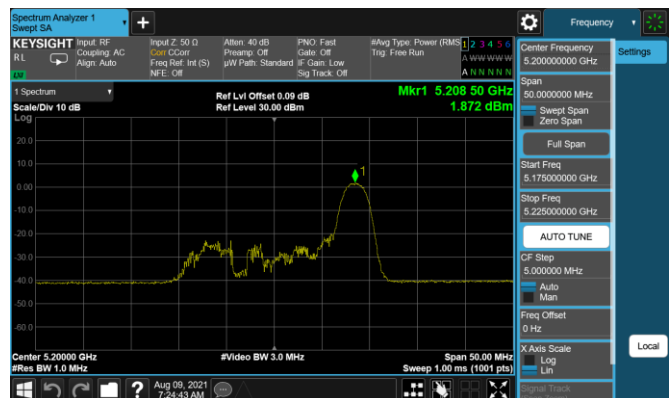 Spectrum Analyzer 1
Swept SA
Frequency
KEYSIGHT
RL
LXI
Input: RF
Coupling: AC
Align: Auto
Input Z: 50 Ω
Corr CCorr
Freq Ref: Int (S)
NFE: Off
Atten: 40 dB
Preamp: Off
µW Path: Standard
PNO: Fast
Gate: Off
IF Gain: Low
Sig Track: Off
#Avg Type: Power (RMS
Trig: Free Run
1 2 3 4 5 6
A W W W W W
A N N N N N
1 Spectrum
Scale/Div 10 dB
Ref Lvl Offset 0.09 dB
Ref Level 30.00 dBm
Mkr1 5.208 50 GHz
1.872 dBm
Log
20.0
10.0
0.00
-10.0
-20.0
-30.0
-40.0
-50.0
-60.0
1
Center 5.20000 GHz
#Res BW 1.0 MHz
#Video BW 3.0 MHz
Span 50.00 MHz
Sweep 1.00 ms (1001 pts)
Center Frequency
5.200000000 GHz
Settings
Span
50.0000000 MHz
Swept Span
Zero Span
Full Span
Start Freq
5.175000000 GHz
Stop Freq
5.225000000 GHz
AUTO TUNE
CF Step
5.000000 MHz
Auto
Man
Freq Offset
0 Hz
X Axis Scale
Log
Lin
Local
Signal Track
?
Aug 09, 2021
7:24:43 AM